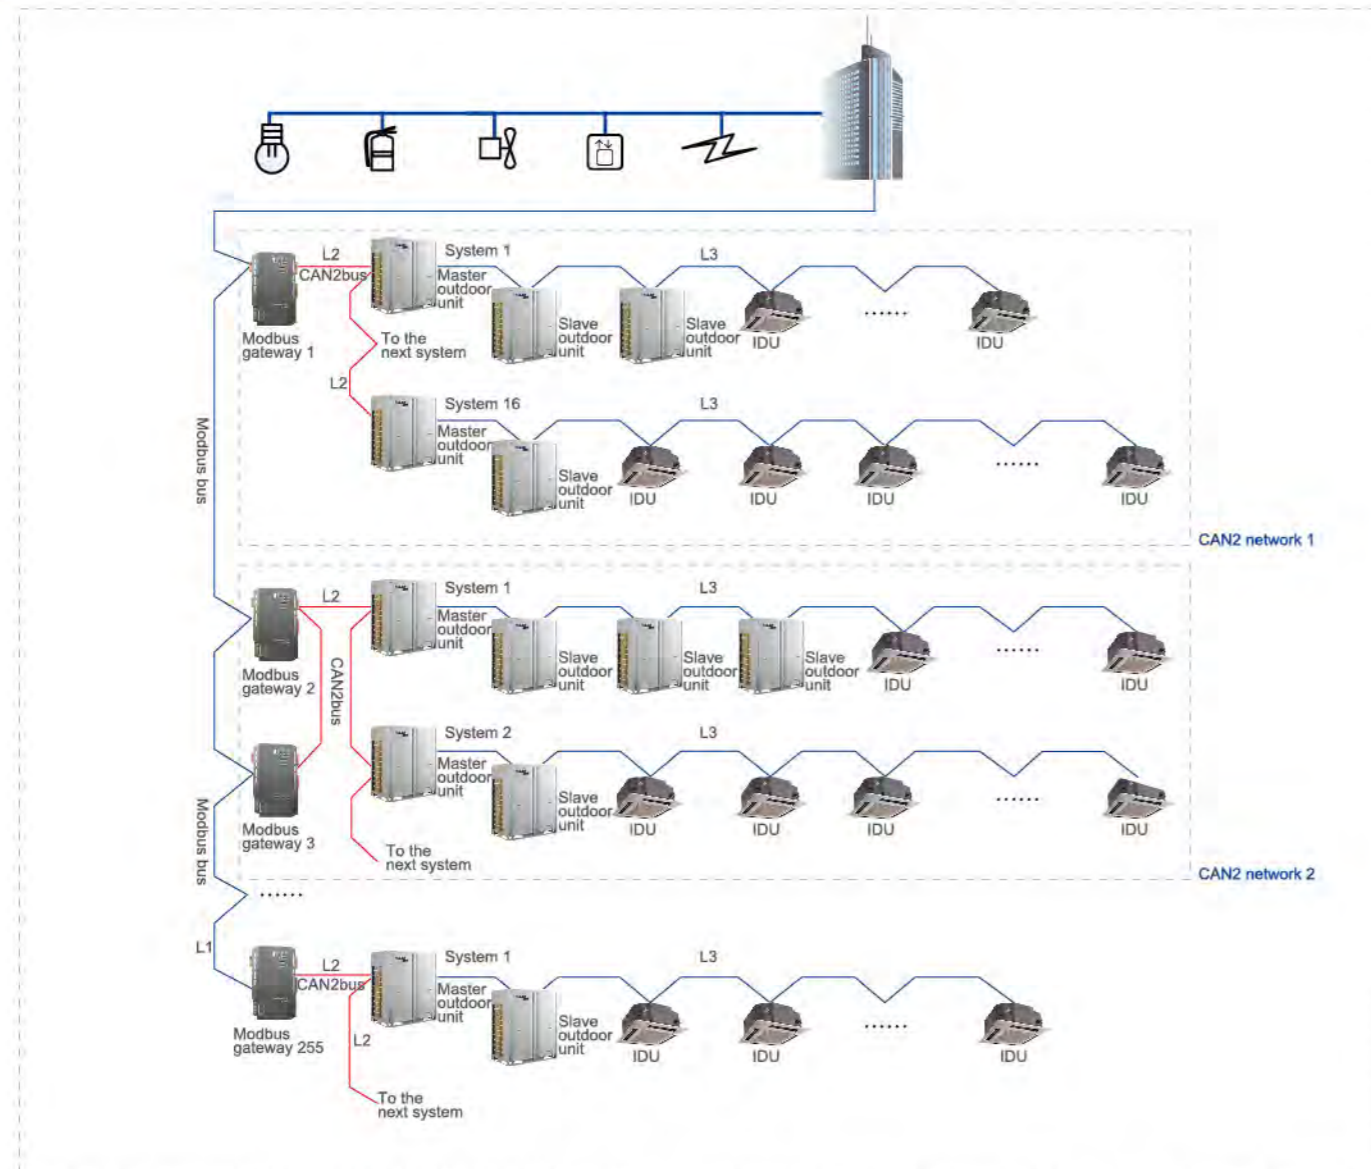 System 1
L2
CAN2bus
L3
Master
outdoor
unit
Slave
outdoor
unit
Slave
outdoor
unit
IDU
......
IDU
Modbus
gateway 1
To the
next system
L2
System 16
L3
Master
outdoor
unit
Slave
outdoor
unit
IDU
IDU
IDU
......
IDU
Modbus bus
CAN2 network 1
L2
System 1
L3
Master
outdoor
unit
Slave
outdoor
unit
Slave
outdoor
unit
Slave
outdoor
unit
IDU
......
IDU
Modbus
gateway 2
CAN2bus
System 2
L3
Master
outdoor
unit
Slave
outdoor
unit
IDU
IDU
IDU
......
IDU
Modbus
gateway 3
Modbus bus
To the
next system
CAN2 network 2
......
L1
L2
CAN2bus
System 1
L3
Master
outdoor
unit
Slave
outdoor
unit
IDU
IDU
......
IDU
Modbus
gateway 255
L2
To the
next system